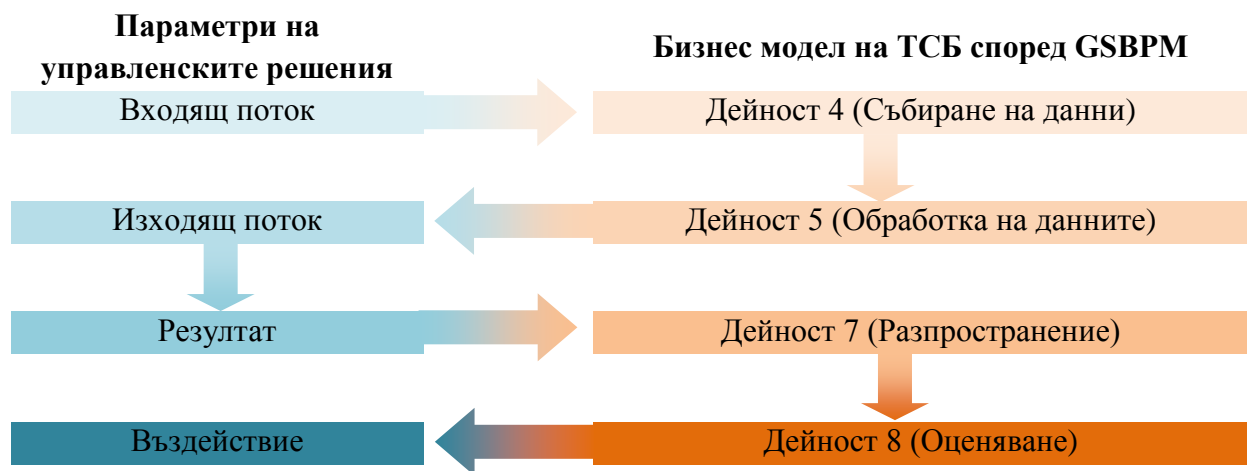 Параметри на
управленските решения
Бизнес модел на ТСБ според GSBPM
Входящ поток
Дейност 4 (Събиране на данни)
Изходящ поток
Дейност 5 (Обработка на данните)
Резултат
Дейност 7 (Разпространение)
Въздействие
Дейност 8 (Оценяване)